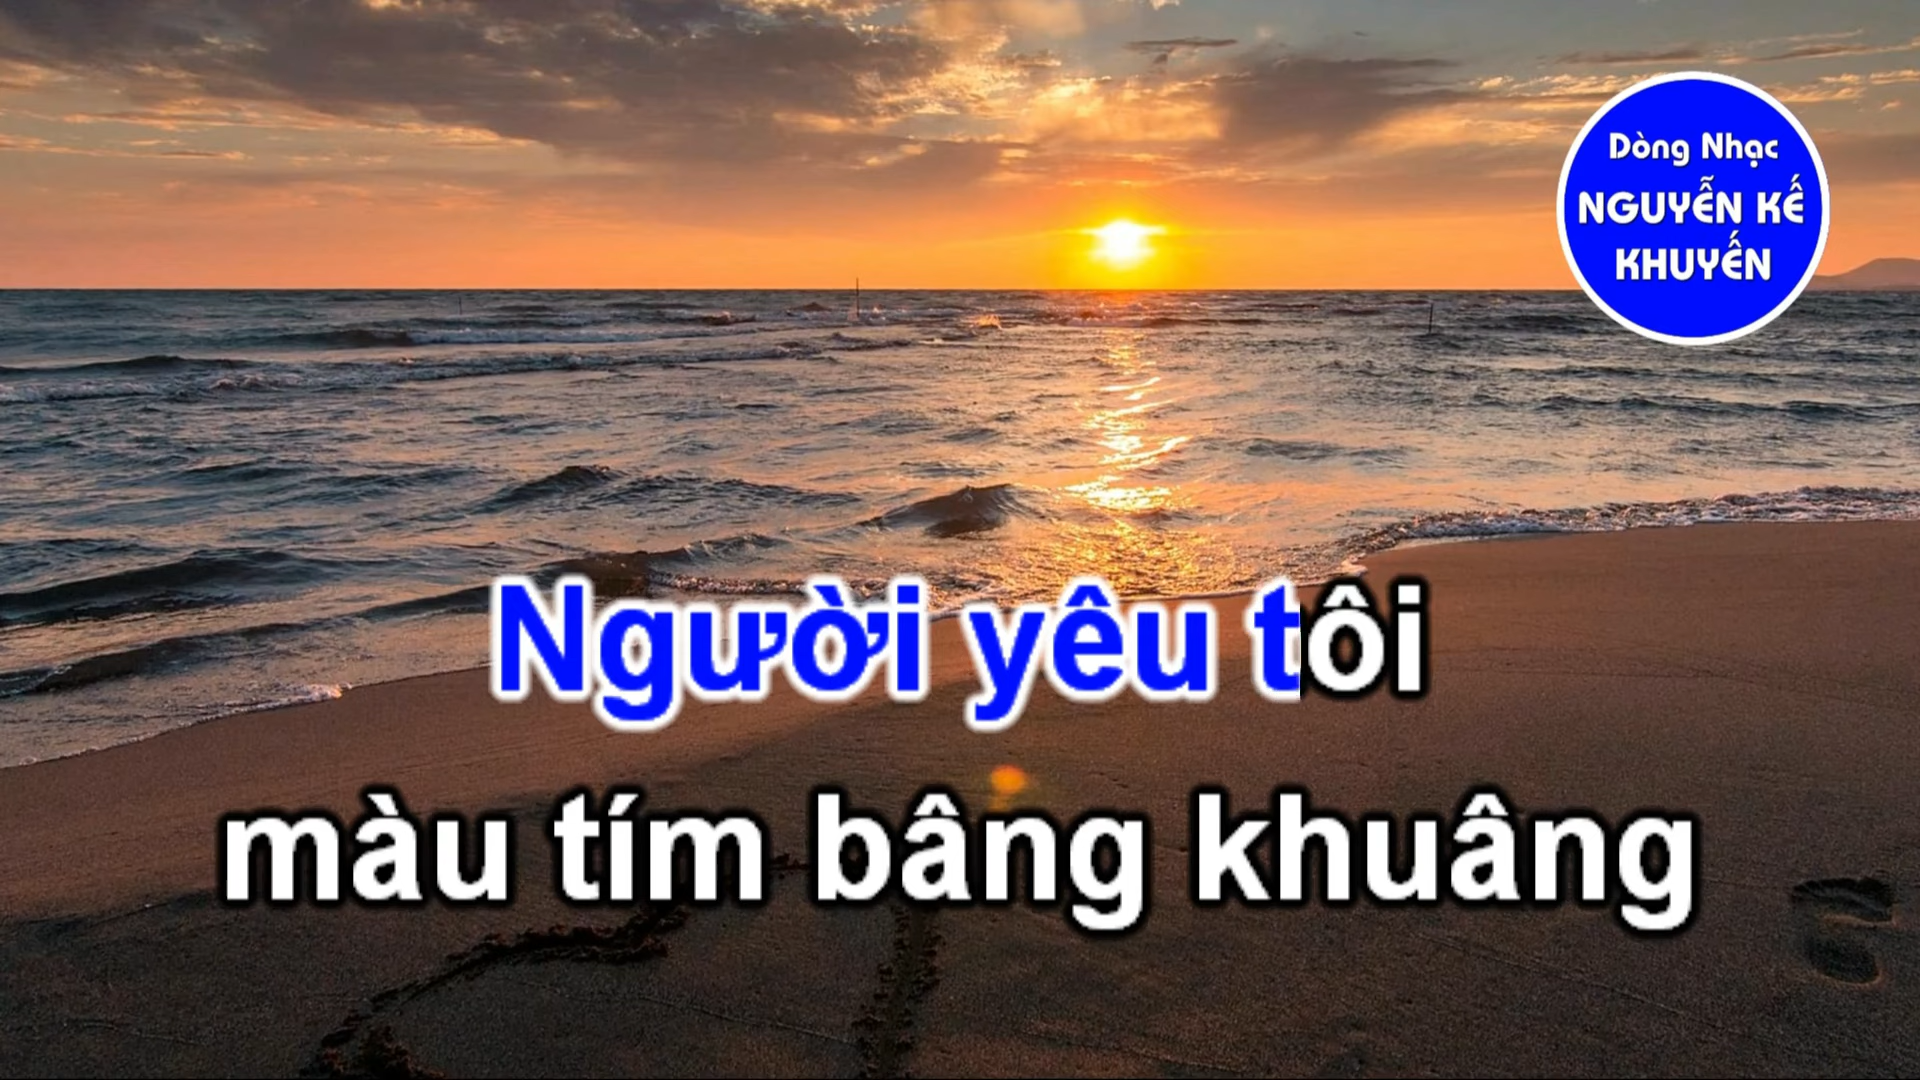 Dòng Nhạc
NGUYỄN KẾ
KHUYẾN
Người yêu tôi
màu tím bâng khuâng